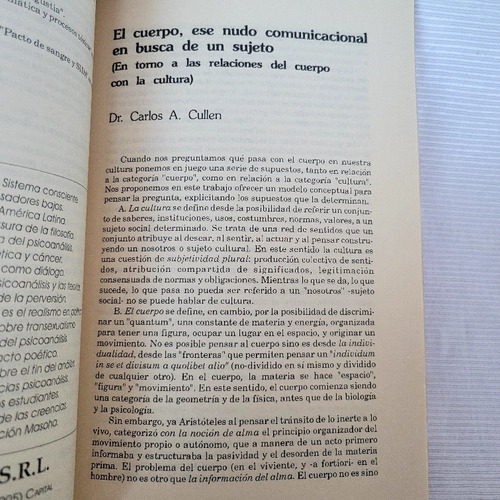 gustia".
mática y procesos
"Pacto de sangre y
Sistema consciente
sadores bajos.
América Latina.
sura de la filosofía.
a del psicoanálisis.
ética y cáncer.
como diálogo.
psicoanálisis y las teorías
de la perversión.
es el realismo en
sobre transexualismo
del psicoanálisis.
acto poético.
bre el fin del análisis
cias psicoanálisis.
os estudiantes.
de las creencias.
ción Masoha.
S.R.L.
CAPITAL
El cuerpo, ese nudo comunicacional
en busca de un sujeto
(En torno a las relaciones del cuerpo
con la cultura)
Dr. Carlos A. Cullen
Cuando nos preguntamos qué pasa con el cuerpo en nuestra
cultura ponemos en juego una serie de supuestos, tanto en relación
a la categoría "cuerpo", como en relación a la categoría "cultura".
Nos proponemos en este trabajo ofrecer un modelo conceptual para
pensar la pregunta, explicitando los supuestos que la determinan.
A. La cultura se define desde la posibilidad de referir un conjun-
to de saberes, instituciones, usos, costumbres, normas, valores, a un
sujeto social determinado. Se trata de una red de sentidos que un
conjunto atribuye al desear, al sentir, al actuar y al pensar constru-
yendo un nosotros o sujeto cultural. En este sentido la cultura es
una cuestión de subjetividad plural: producción colectiva de senti-
dos, atribución compartida de significados, legitimación
consensuada de normas y obligaciones. Mientras lo que se da, lo que
sucede, lo que pasa no pueda ser referido a un "nosotros" -sujeto
social- no se puede hablar de cultura.
B. El cuerpo se define, en cambio, por la posibilidad de discrimi-
nar un "quantum", una constante de materia y energía, organizada
para tener una figura, ocupar un lugar en el espacio, y originar un
movimiento. No es posible pensar al cuerpo sino es desde la indivi-
dualidad, desde las "fronteras" que permiten pensar un "individum
in se et divisum a quolibet alio" (no-dividido en sí mismo y dividido
de cualquier otro). En el cuerpo, la materia se hace "espacio",
"figura" y "movimiento". En este sentido, el cuerpo comienza siendo
una categoría de la geometría y de la física, antes que de la biología
y la psicología.
Sin embargo, ya Aristóteles al pensar el tránsito de lo inerte a lo
vivo, categorizó con la noción de alma el principio organizador del
movimiento propio o autónomo, que a manera de un acto primero
informaba y estructuraba la pasividad y el desorden de la materia
prima. El problema del cuerpo (en el viviente, y -a fortiori- en el
hombre) no es otro que la información del alma. El cuerpo no es sino